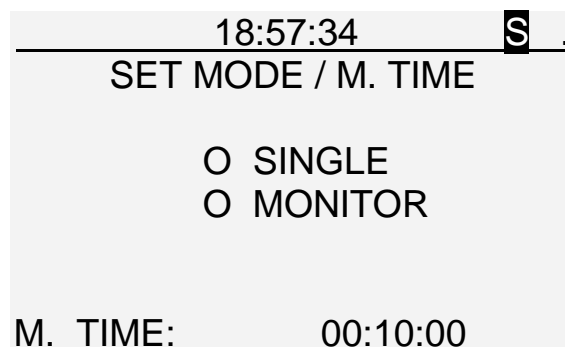 18:57:34 S .
SET MODE / M. TIME
O SINGLE
O MONITOR
M. TIME: 00:10:00